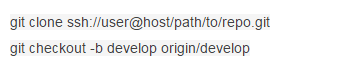 git clone ssh://user@host/path/to/repo.git
git checkout -b develop origin/develop